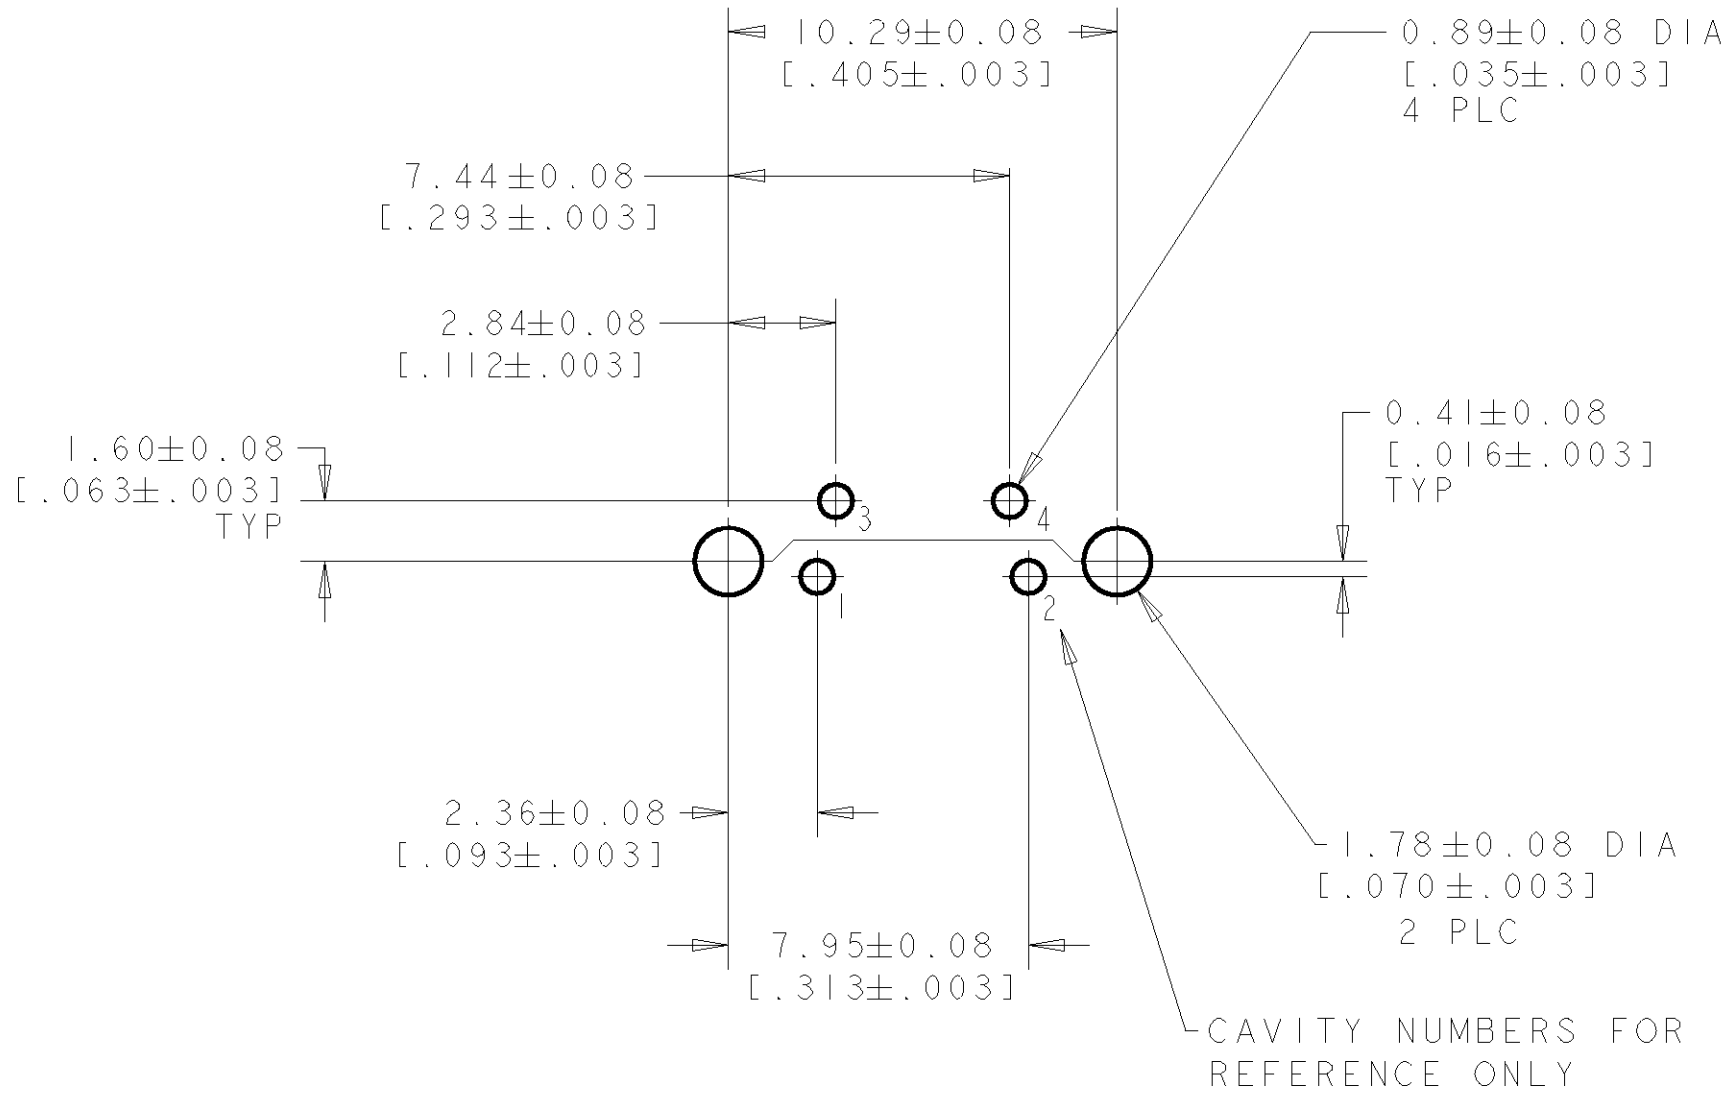 10.29±0.08
[.405±.003]
0.89±0.08 DIA
[.035±.003]
4 PLC
7.44±0.08
[.293±.003]
2.84±0.08
[.112±.003]
1.60±0.08
[.063±.003]
TYP
0.41±0.08
[.016±.003]
TYP
3
4
1
2
2.36±0.08
[.093±.003]
1.78±0.08 DIA
[.070±.003]
2 PLC
7.95±0.08
[.313±.003]
CAVITY NUMBERS FOR
REFERENCE ONLY